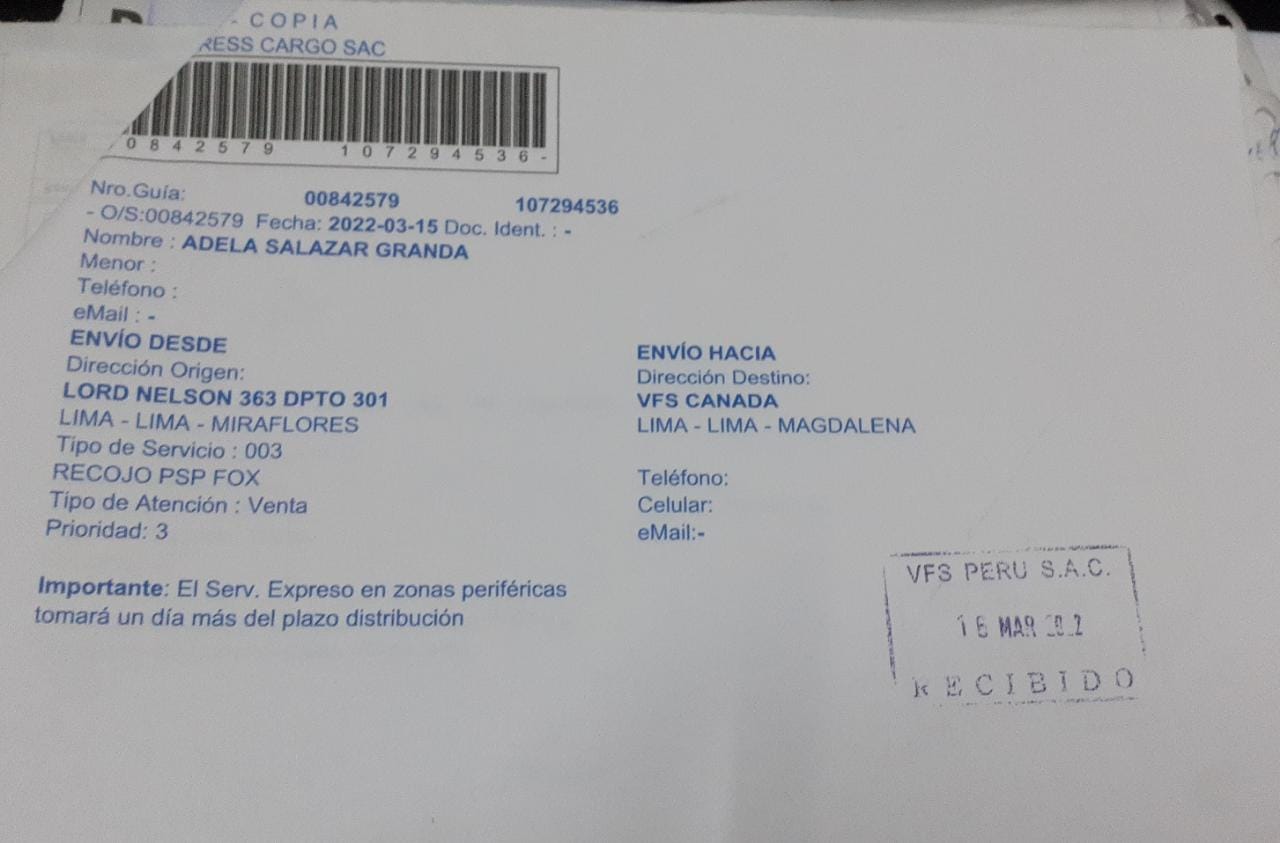 - COPIA
RESS CARGO SAC
0842579 107294536-
Nro.Guía: 00842579 107294536
- O/S:00842579 Fecha: 2022-03-15 Doc. Ident. : -
Nombre : ADELA SALAZAR GRANDA
Menor :
Teléfono :
eMail : -
ENVÍO DESDE
Dirección Origen:
LORD NELSON 363 DPTO 301
LIMA - LIMA - MIRAFLORES
Tipo de Servicio : 003
RECOJO PSP FOX
Tipo de Atención : Venta
Prioridad: 3
ENVÍO HACIA
Dirección Destino:
VFS CANADA
LIMA - LIMA - MAGDALENA
Teléfono:
Celular:
eMail:-
Importante: El Serv. Expreso en zonas periféricas
tomará un día más del plazo distribución
VFS PERU S.A.C.
MAR
RECIBIDO